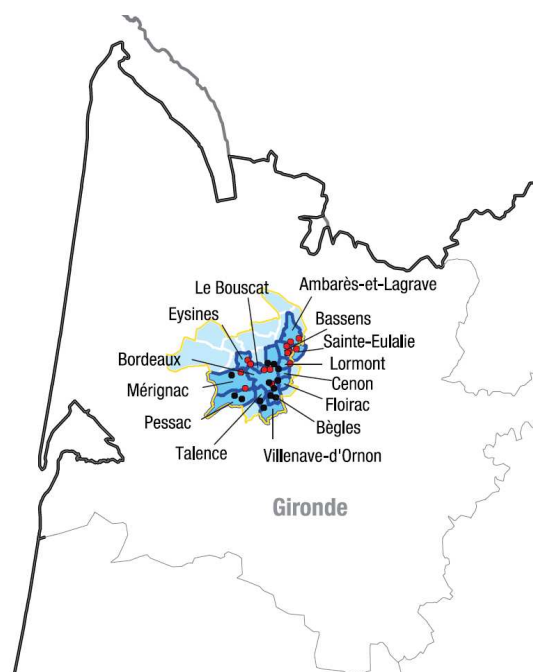 Le Bouscat
Ambarès-et-Lagrave
Eysines
Bassens
Sainte-Eulalie
Bordeaux
Lormont
Mérignac
Cenon
Pessac
Floirac
Talence
Bègles
Villenave-d'Ornon
Gironde